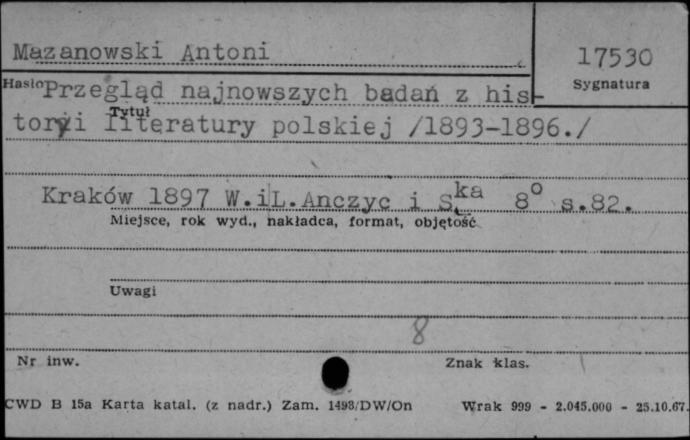 Mazanowski Antoni
17530
Hasło
Sygnatura
Przegląd najnowszych badań z his-
toryi literatury polskiej /1893-1896./
Tytuł
Kraków 1897 W.i L.Anczyc i Ska 8° s.82.
Miejsce, rok wyd., nakładca, format, objętość
Uwagi
8
Nr inw.
Znak klas.
CWD B 15a Karta katal. (z nadr.) Zam. 1498/DW/On Wrak 999 - 2.045.000 - 25.10.67.